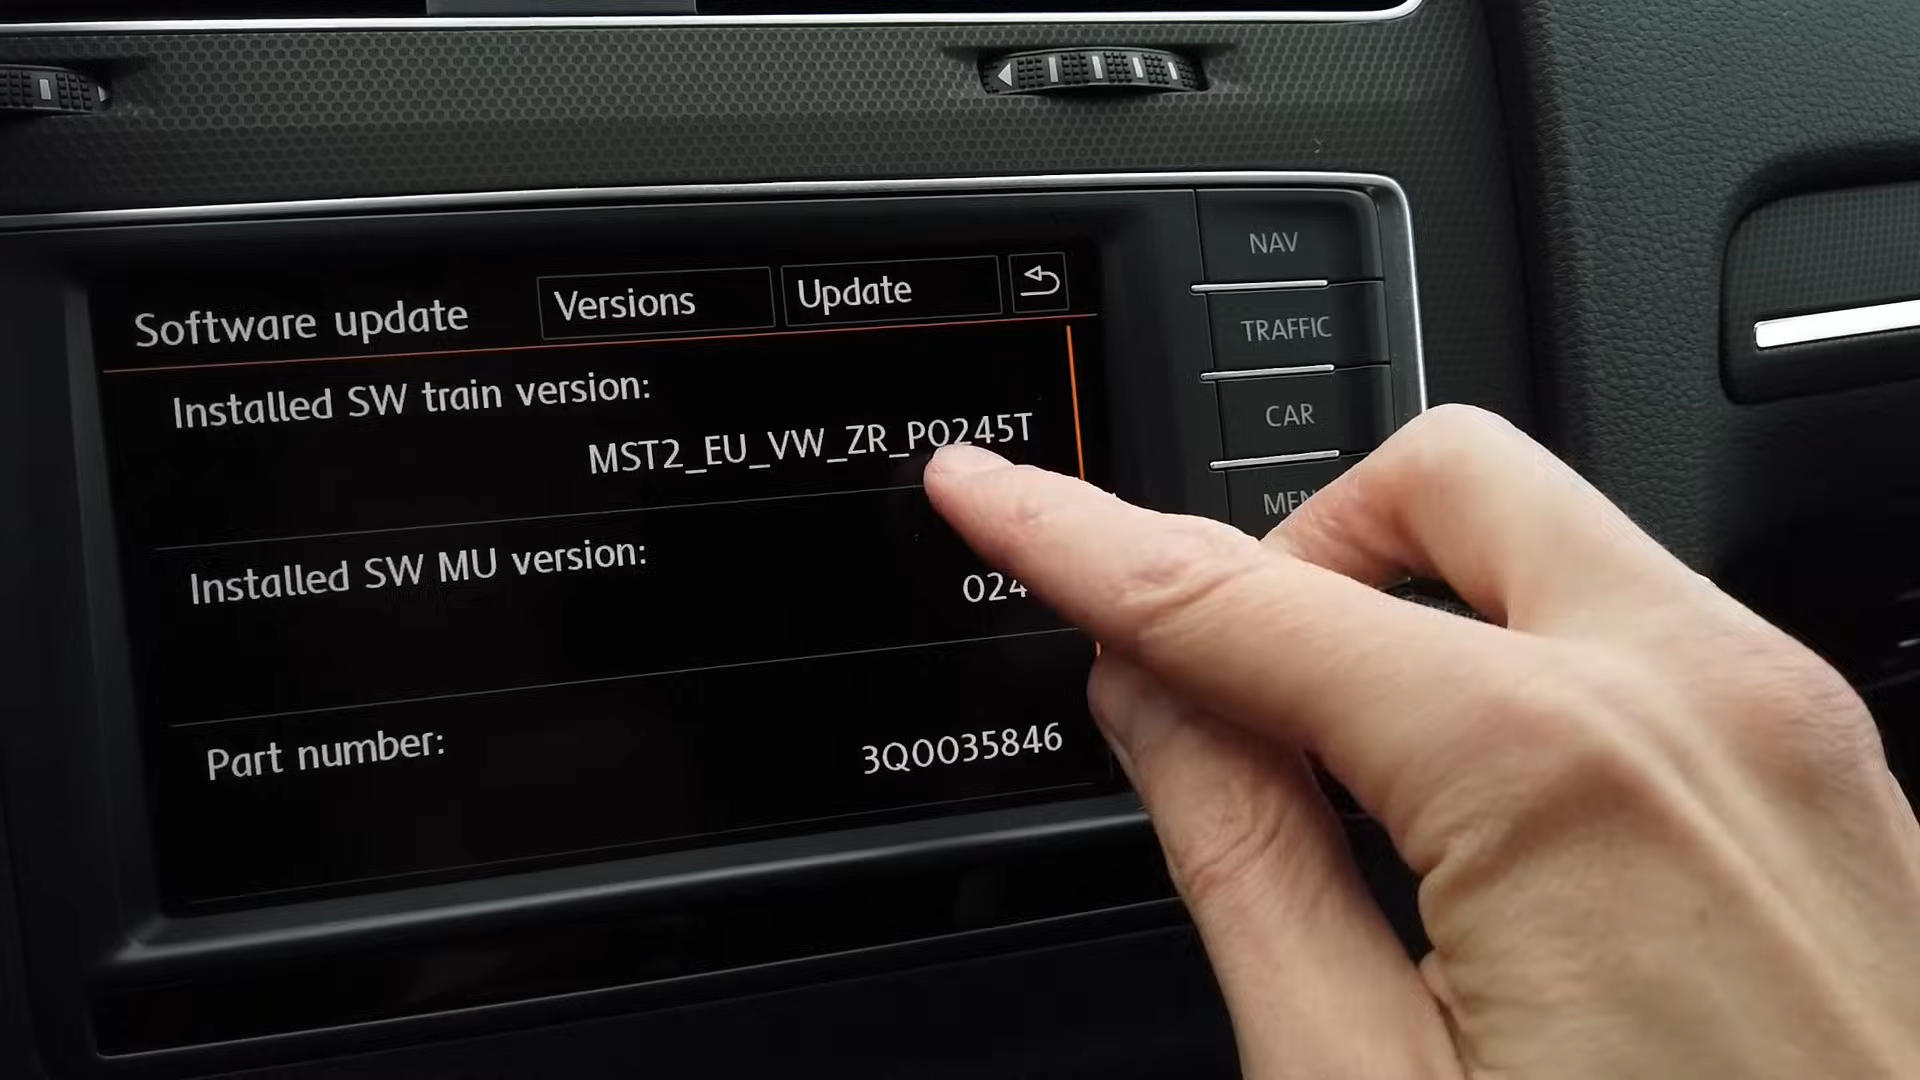 NAV
Software update Versions Update
TRAFFIC
Installed SW train version:
CAR
MST2_EU_VW_ZR_P0245T
Installed SW MU version:
024
Part number:
3Q0035846